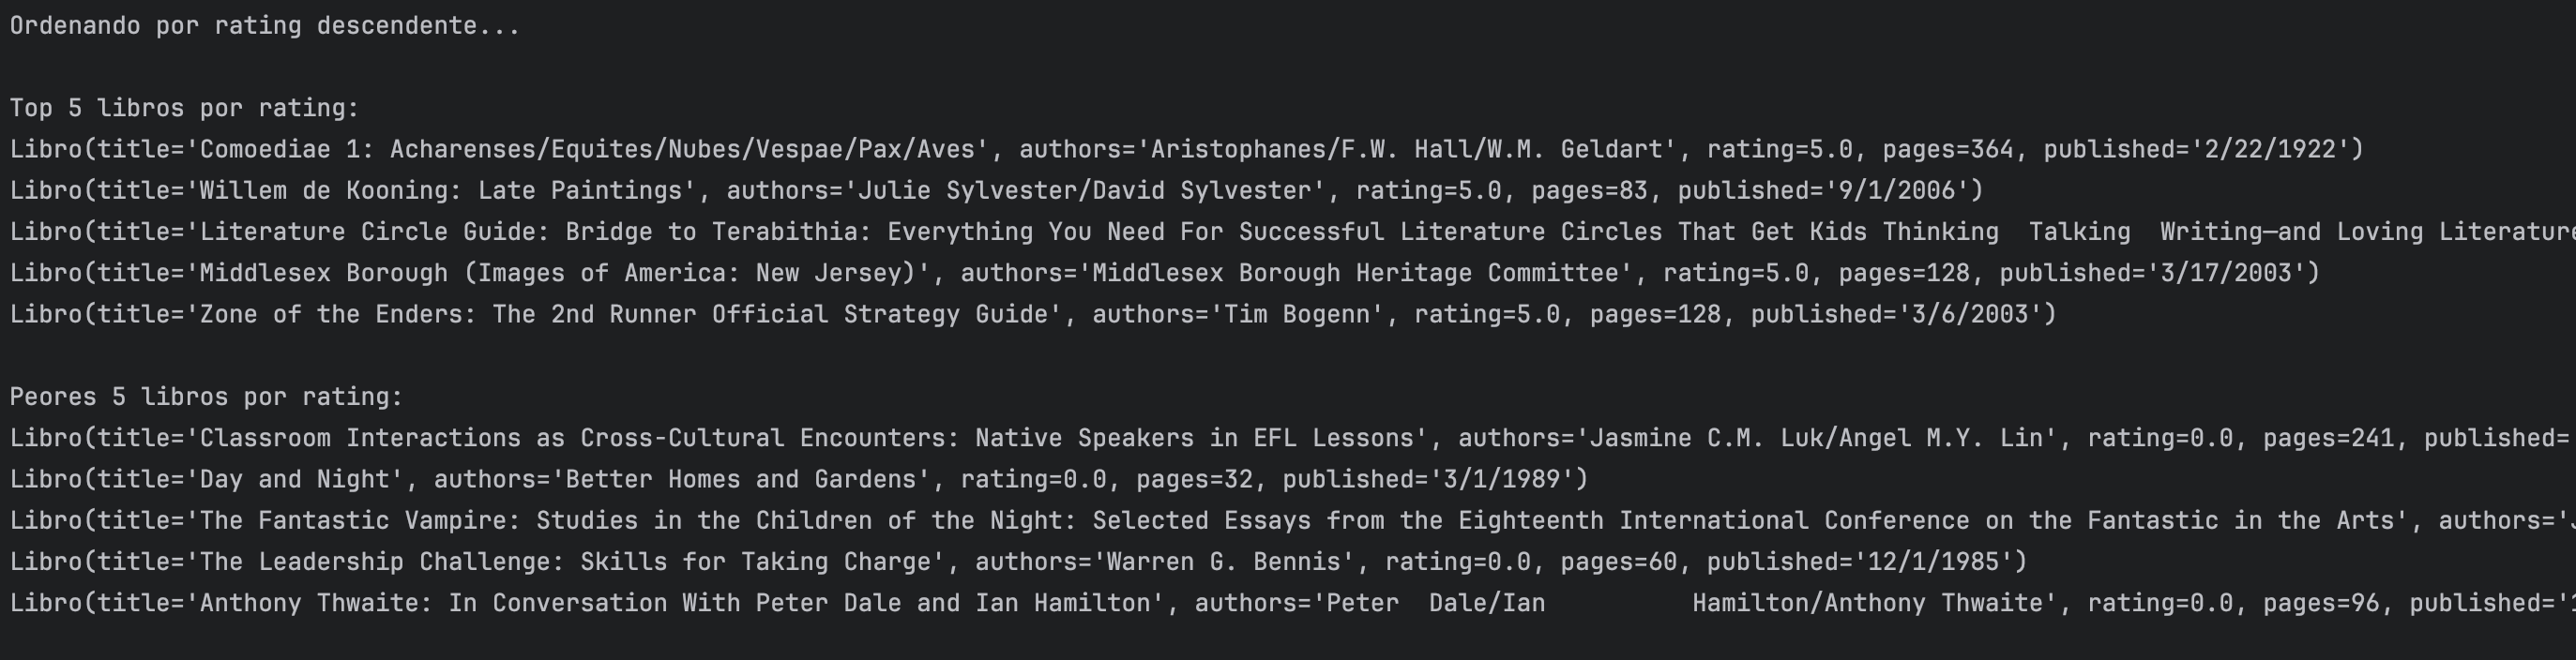 Ordenando por rating descendente...
Top 5 libros por rating:
Libro(title='Comoediae 1: Acharenses/Equites/Nubes/Vespae/Pax/Aves', authors='Aristophanes/F.W. Hall/W.M. Geldart', rating=5.0, pages=364, published='2/22/1922')
Libro(title='Willem de Kooning: Late Paintings', authors='Julie Sylvester/David Sylvester', rating=5.0, pages=83, published='9/1/2006')
Libro(title='Literature Circle Guide: Bridge to Terabithia: Everything You Need For Successful Literature Circles That Get Kids Thinking  Talking  Writing—and Loving Literature
Libro(title='Middlesex Borough (Images of America: New Jersey)', authors='Middlesex Borough Heritage Committee', rating=5.0, pages=128, published='3/17/2003')
Libro(title='Zone of the Enders: The 2nd Runner Official Strategy Guide', authors='Tim Bogenn', rating=5.0, pages=128, published='3/6/2003')
Peores 5 libros por rating:
Libro(title='Classroom Interactions as Cross-Cultural Encounters: Native Speakers in EFL Lessons', authors='Jasmine C.M. Luk/Angel M.Y. Lin', rating=0.0, pages=241, published=
Libro(title='Day and Night', authors='Better Homes and Gardens', rating=0.0, pages=32, published='3/1/1989')
Libro(title='The Fantastic Vampire: Studies in the Children of the Night: Selected Essays from the Eighteenth International Conference on the Fantastic in the Arts', authors='
Libro(title='The Leadership Challenge: Skills for Taking Charge', authors='Warren G. Bennis', rating=0.0, pages=60, published='12/1/1985')
Libro(title='Anthony Thwaite: In Conversation With Peter Dale and Ian Hamilton', authors='Peter  Dale/Ian          Hamilton/Anthony Thwaite', rating=0.0, pages=96, published='